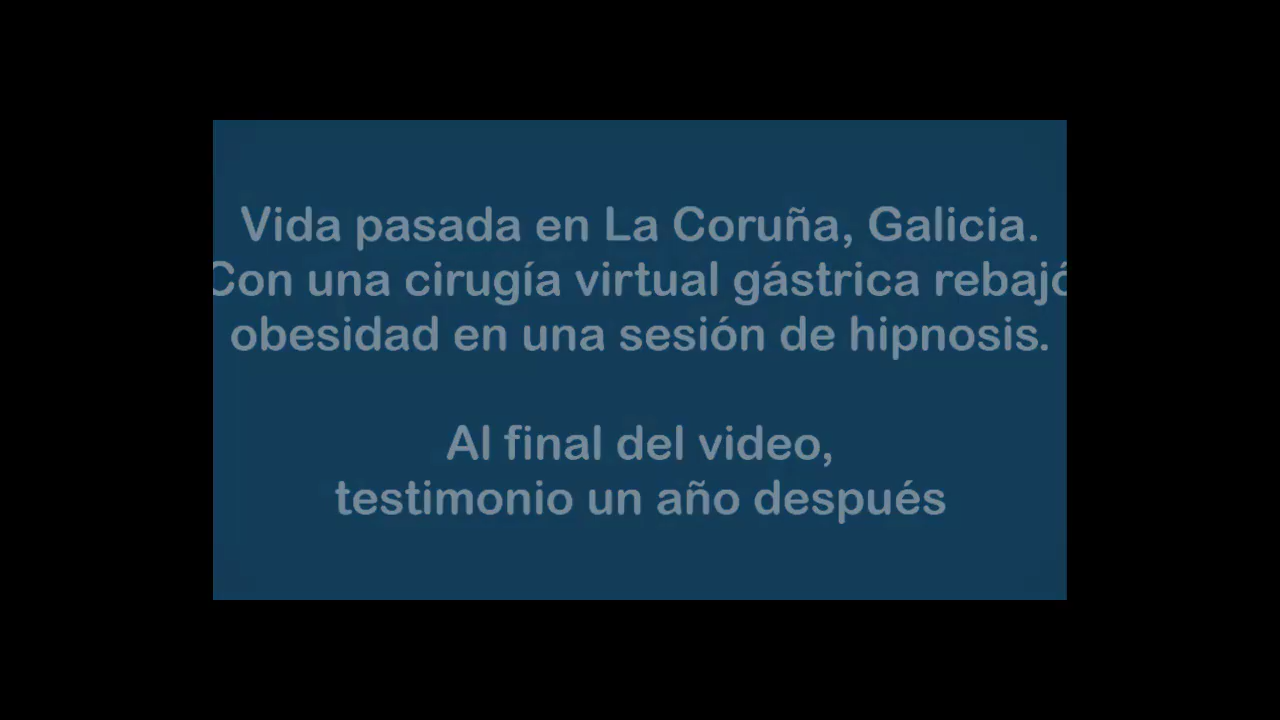 Vida pasada en La Coruña, Galicia.
Con una cirugía virtual gástrica rebajó
obesidad en una sesión de hipnosis.
Al final del video,
testimonio un año después